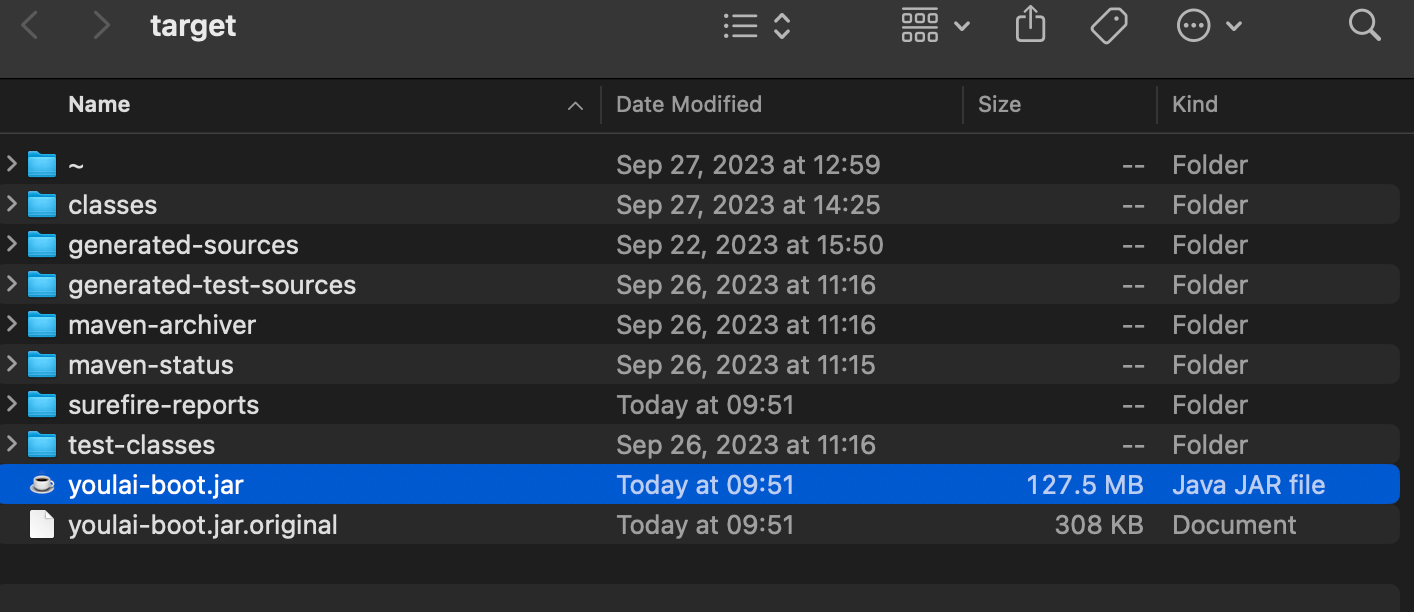 target
Name Date Modified Size Kind
~ Sep 27, 2023 at 12:59 -- Folder
classes Sep 27, 2023 at 14:25 -- Folder
generated-sources Sep 22, 2023 at 15:50 -- Folder
generated-test-sources Sep 26, 2023 at 11:16 -- Folder
maven-archiver Sep 26, 2023 at 11:16 -- Folder
maven-status Sep 26, 2023 at 11:15 -- Folder
surefire-reports Today at 09:51 -- Folder
test-classes Sep 26, 2023 at 11:16 -- Folder
youlai-boot.jar Today at 09:51 127.5 MB Java JAR file
youlai-boot.jar.original Today at 09:51 308 KB Document